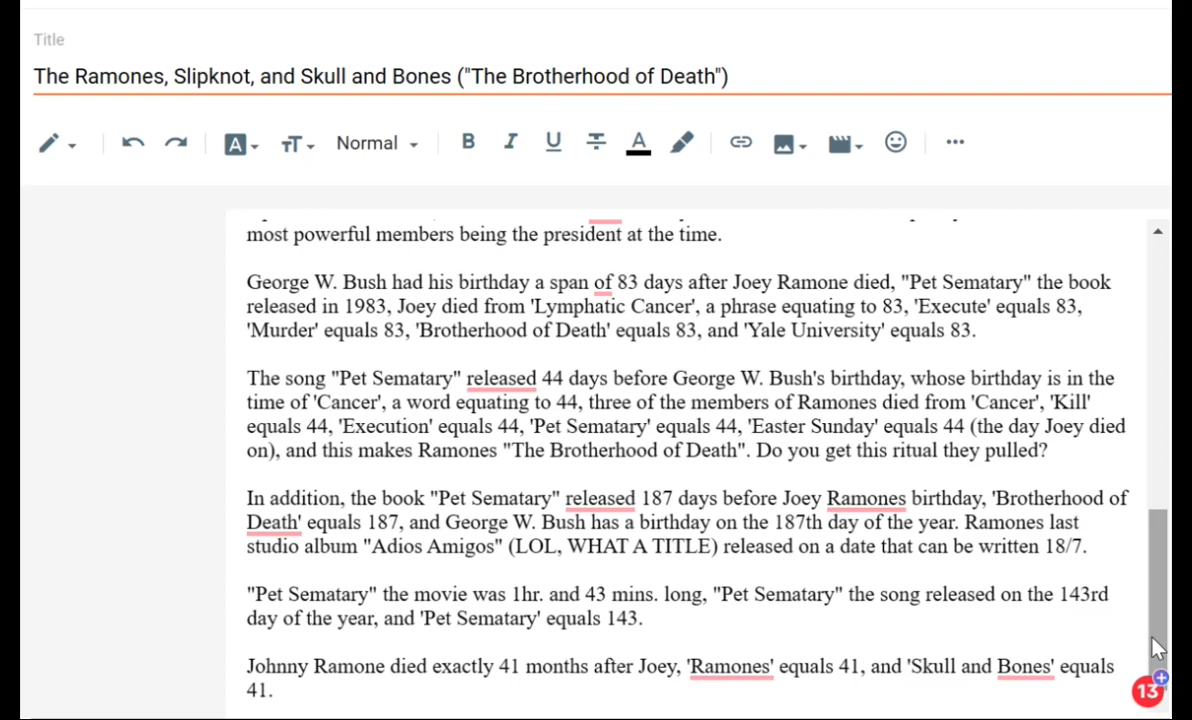 Title
The Ramones, Slipknot, and Skull and Bones ("The Brotherhood of Death")
A
TT
Normal
B
I
U
T
A
most powerful members being the president at the time.
George W. Bush had his birthday a span of 83 days after Joey Ramone died, "Pet Sematary" the book
released in 1983, Joey died from 'Lymphatic Cancer', a phrase equating to 83, 'Execute' equals 83,
'Murder' equals 83, 'Brotherhood of Death' equals 83, and 'Yale University' equals 83.
The song "Pet Sematary" released 44 days before George W. Bush's birthday, whose birthday is in the
time of 'Cancer', a word equating to 44, three of the members of Ramones died from 'Cancer', 'Kill'
equals 44, 'Execution' equals 44, 'Pet Sematary' equals 44, 'Easter Sunday' equals 44 (the day Joey died
on), and this makes Ramones "The Brotherhood of Death". Do you get this ritual they pulled?
In addition, the book "Pet Sematary" released 187 days before Joey Ramones birthday, 'Brotherhood of
Death' equals 187, and George W. Bush has a birthday on the 187th day of the year. Ramones last
studio album "Adios Amigos" (LOL, WHAT A TITLE) released on a date that can be written 18/7.
"Pet Sematary" the movie was 1hr. and 43 mins. long, "Pet Sematary" the song released on the 143rd
day of the year, and 'Pet Sematary' equals 143.
Johnny Ramone died exactly 41 months after Joey, 'Ramones' equals 41, and 'Skull and Bones' equals
41.
13